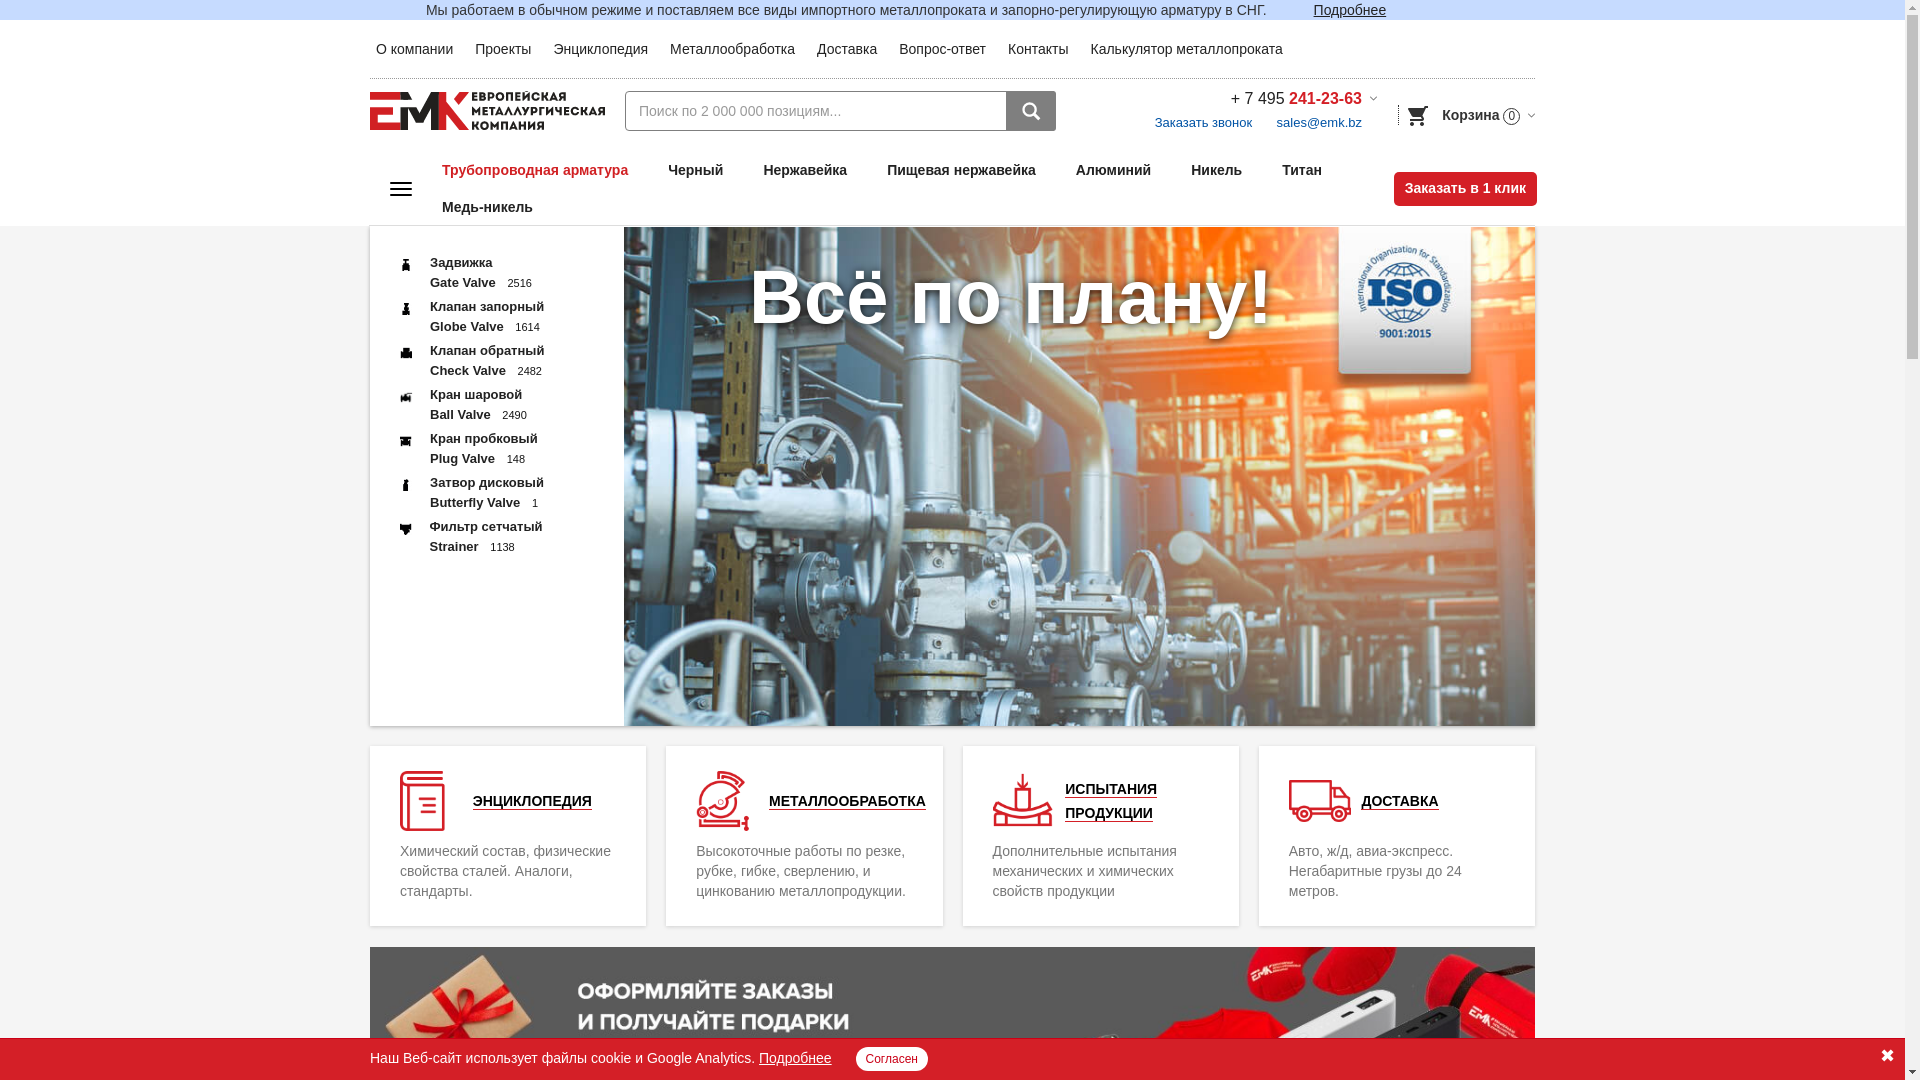 Мы работаем в обычном режиме и поставляем все виды импортного металлопроката и запорно-регулирующую арматуру в СНГ. Подробнее
О компании Проекты Энциклопедия Металлообработка Доставка Вопрос-ответ Контакты Калькулятор металлопроката
ЕМК ЕВРОПЕЙСКАЯ
МЕТАЛЛУРГИЧЕСКАЯ
КОМПАНИЯ
Поиск по 2 000 000 позициям...
+ 7 495 241-23-63
Заказать звонок sales@emk.bz
Корзина 0
Трубопроводная арматура Черный Нержавейка Пищевая нержавейка Алюминий Никель Титан
Медь-никель
Заказать в 1 клик
Задвижка
Gate Valve 2516
Клапан запорный
Globe Valve 1614
Клапан обратный
Check Valve 2482
Кран шаровой
Ball Valve 2490
Кран пробковый
Plug Valve 148
Затвор дисковый
Butterfly Valve 1
Фильтр сетчатый
Strainer 1138
Всё по плану!
International Organization for Standardization
ISO
9001:2015
ЭНЦИКЛОПЕДИЯ
Химический состав, физические
свойства сталей. Аналоги,
стандарты.
МЕТАЛЛООБРАБОТКА
Высокоточные работы по резке,
рубке, гибке, сверлению, и
цинкованию металлопродукции.
ИСПЫТАНИЯ
ПРОДУКЦИИ
Дополнительные испытания
механических и химических
свойств продукции
ДОСТАВКА
Авто, ж/д, авиа-экспресс.
Негабаритные грузы до 24
метров.
ОФОРМЛЯЙТЕ ЗАКАЗЫ
И ПОЛУЧАЙТЕ ПОДАРКИ
ЕМК
ЕМК
Наш Веб-сайт использует файлы cookie и Google Analytics. Подробнее Согласен